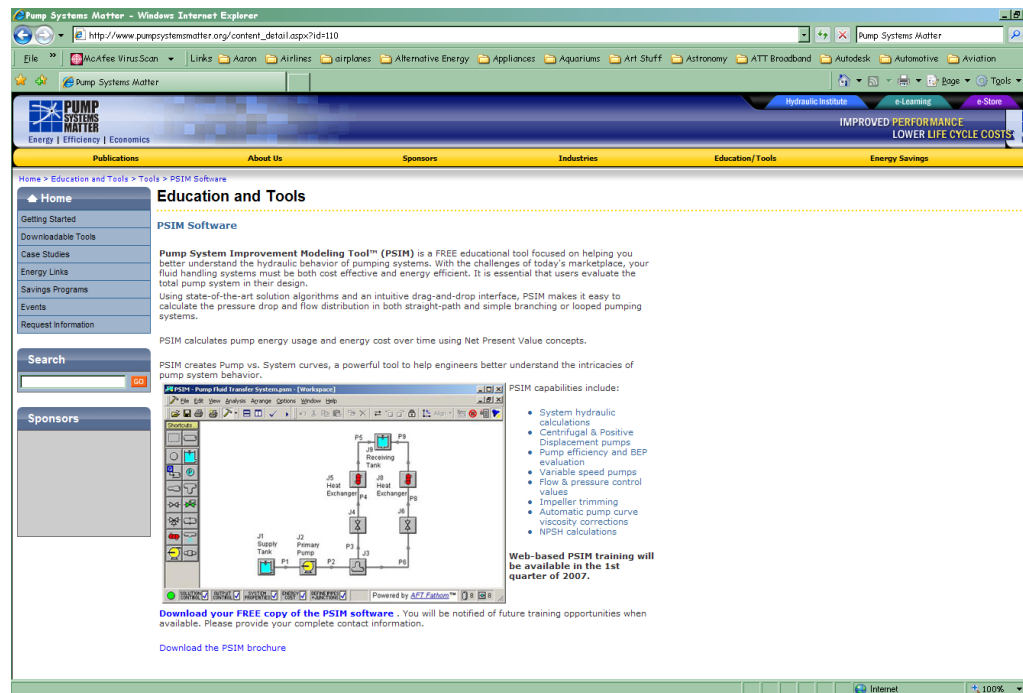 Pump Systems Matter - Windows Internet Explorer
http://www.pumpsystemsmatter.org/content_detail.aspx?id=110
Pump Systems Matter
File » McAfee VirusScan Links Aaron Airlines airplanes Alternative Energy Appliances Aquariums Art Stuff Astronomy ATT Broadband Autodesk Automotive Aviation
Pump Systems Matter Page Tools
Hydraulic Institute e-Learning e-Store
PUMP
SYSTEMS
MATTER
Energy | Efficiency | Economics
IMPROVED PERFORMANCE
LOWER LIFE CYCLE COSTS
Publications About Us Sponsors Industries Education/Tools Energy Savings
Home > Education and Tools > Tools > PSIM Software
Home
Getting Started
Downloadable Tools
Case Studies
Energy Links
Savings Programs
Events
Request Information
Search
GO
Sponsors
Education and Tools
PSIM Software
Pump System Improvement Modeling Tool™ (PSIM) is a FREE educational tool focused on helping you
better understand the hydraulic behavior of pumping systems. With the challenges of today's marketplace, your
fluid handling systems must be both cost effective and energy efficient. It is essential that users evaluate the
total pump system in their design.
Using state-of-the-art solution algorithms and an intuitive drag-and-drop interface, PSIM makes it easy to
calculate the pressure drop and flow distribution in both straight-path and simple branching or looped pumping
systems.
PSIM calculates pump energy usage and energy cost over time using Net Present Value concepts.
PSIM creates Pump vs. System curves, a powerful tool to help engineers better understand the intricacies of
pump system behavior.
PSIM - Pump Fluid Transfer System.psm - [Workspace]
File Edit View Analysis Arrange Options Window Help
Align
Shortcuts
P5 P9
J9
Receiving
Tank
J5
Heat
Exchanger
J8
Heat
Exchanger
P4 P8
J4 J6
J1
Supply
Tank
J2
Primary
Pump
P3 J3
P1 P2 P6
SOLUTION CONTROL OUTPUT CONTROL SYSTEM PROPERTIES ENERGY COST DEFINE PIPES + JUNCTIONS
Powered by AFT Fathom™ 8 8
PSIM capabilities include:
• System hydraulic
calculations
• Centrifugal & Positive
Displacement pumps
• Pump efficiency and BEP
evaluation
• Variable speed pumps
• Flow & pressure control
values
• Impeller trimming
• Automatic pump curve
viscosity corrections
• NPSH calculations
Web-based PSIM training will
be available in the 1st
quarter of 2007.
Download your FREE copy of the PSIM software . You will be notified of future training opportunities when
available. Please provide your complete contact information.
Download the PSIM brochure
Internet 100%